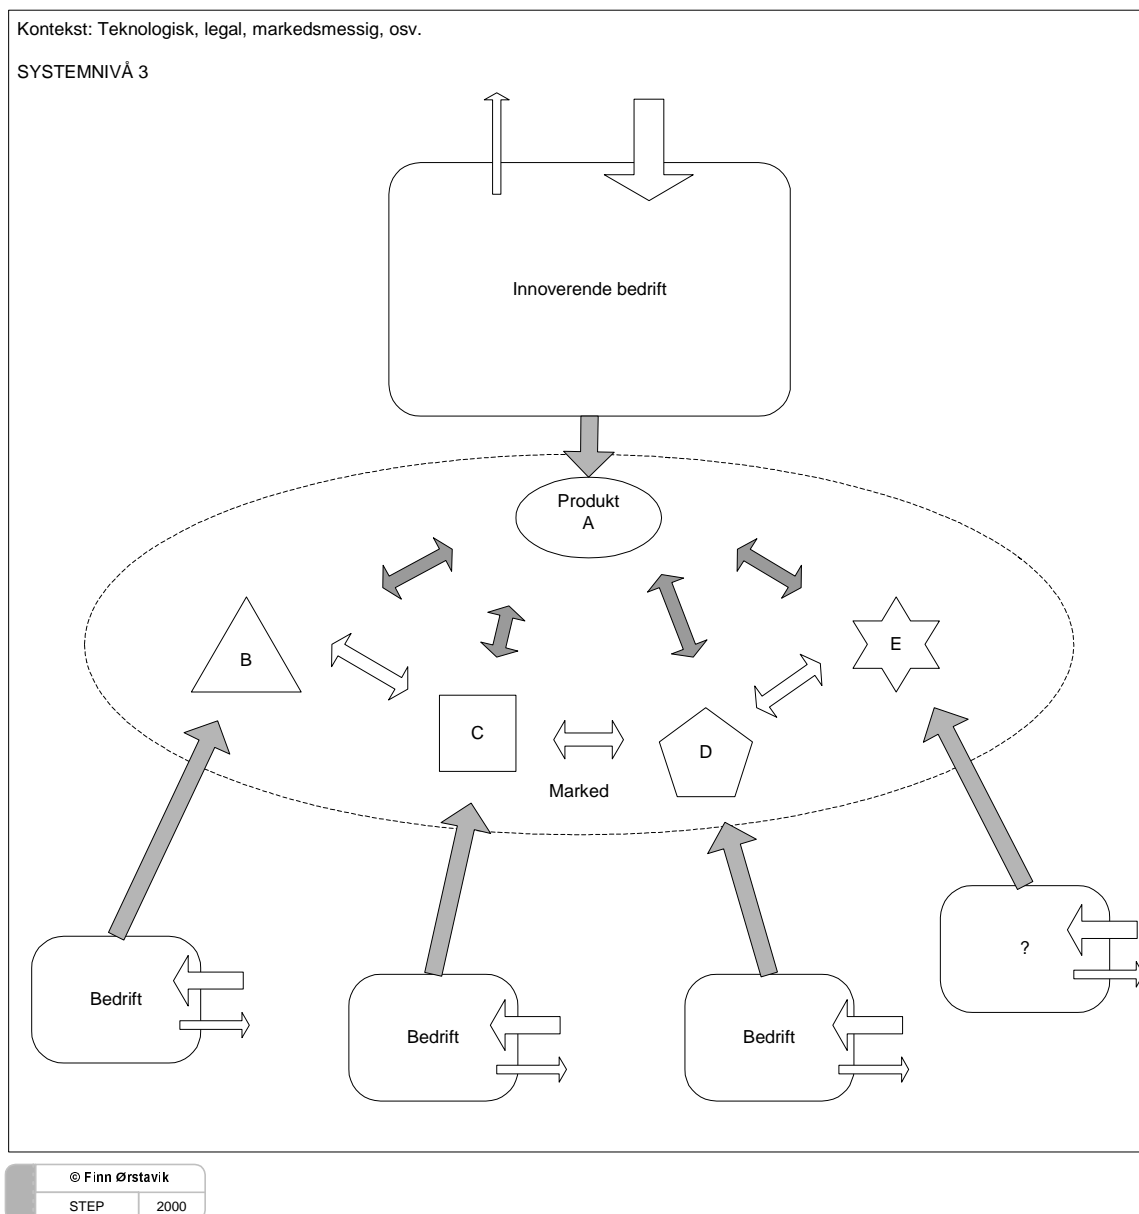 Kontekst: Teknologisk, legal, markedsmessig, osv.
SYSTEMNIVÅ 3
Innoverende bedrift
Produkt
A
B
E
C
D
Marked
?
Bedrift
Bedrift
Bedrift
© Finn Ørstavik
STEP 2000